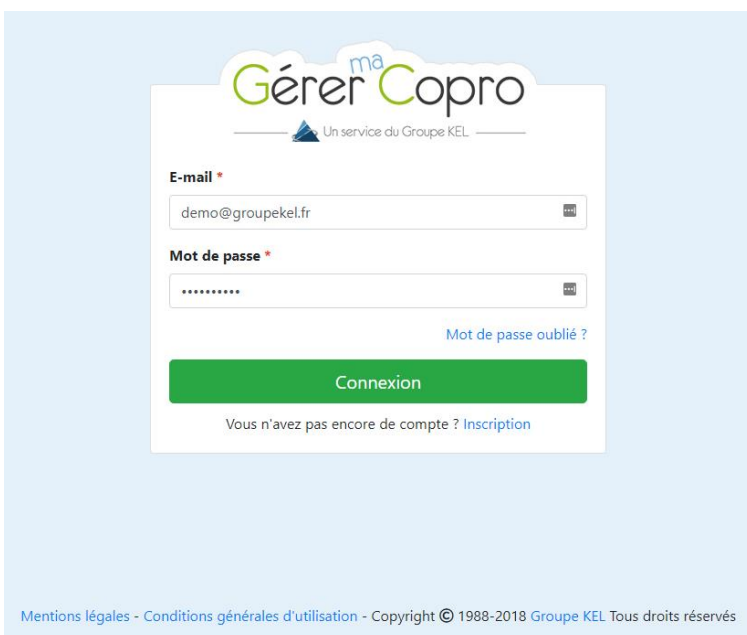 Gérer ma Copro
Un service du Groupe KEL
E-mail *
demo@groupekel.fr
Mot de passe *
••••••••••
Mot de passe oublié ?
Connexion
Vous n'avez pas encore de compte ? Inscription
Mentions légales - Conditions générales d'utilisation - Copyright © 1988-2018 Groupe KEL Tous droits réservés